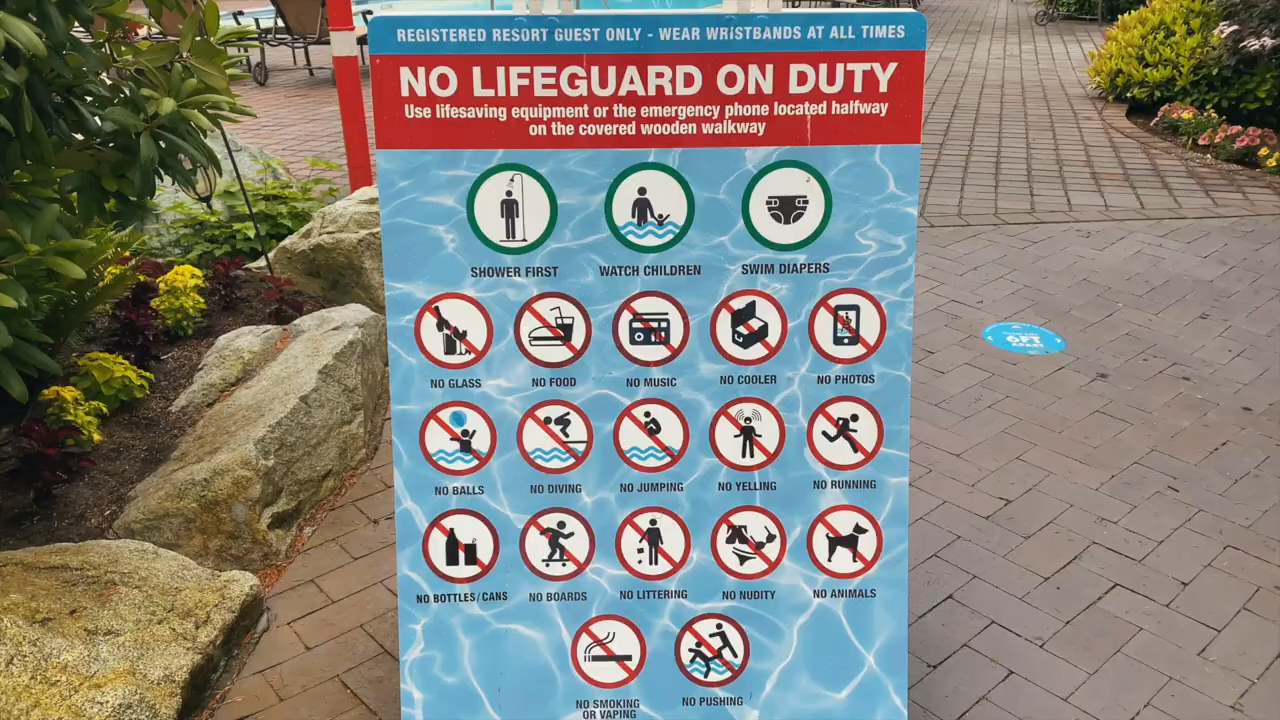 REGISTERED RESORT GUEST ONLY - WEAR WRISTBANDS AT ALL TIMES
NO LIFEGUARD ON DUTY
Use lifesaving equipment or the emergency phone located halfway
on the covered wooden walkway
SHOWER FIRST WATCH CHILDREN SWIM DIAPERS
NO GLASS NO FOOD NO MUSIC NO COOLER NO PHOTOS
NO BALLS NO DIVING NO JUMPING NO YELLING NO RUNNING
NO BOTTLES/CANS NO BOARDS NO LITTERING NO NUDITY NO ANIMALS
NO SMOKING
OR VAPING
NO PUSHING
6FT
APART